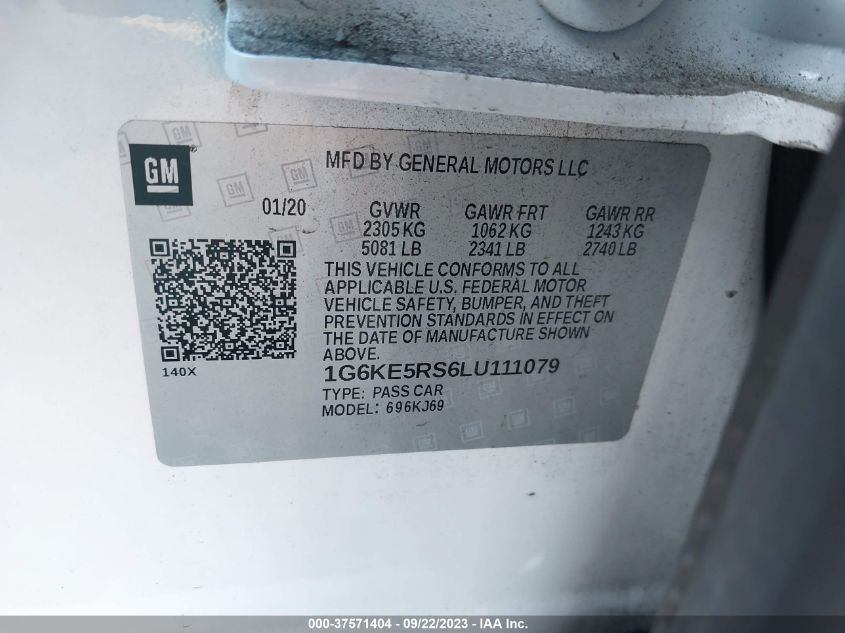 GM
MFD BY GENERAL MOTORS LLC
01/20 GVWR GAWR FRT GAWR RR
2305 KG 1062 KG 1243 KG
5081 LB 2341 LB 2740 LB
THIS VEHICLE CONFORMS TO ALL
APPLICABLE U.S. FEDERAL MOTOR
VEHICLE SAFETY, BUMPER, AND THEFT
PREVENTION STANDARDS IN EFFECT ON
THE DATE OF MANUFACTURE SHOWN
ABOVE.
140X
1G6KE5RS6LU111079
TYPE: PASS CAR
MODEL: 696KJ69
000-37571404 - 09/22/2023 - IAA Inc.